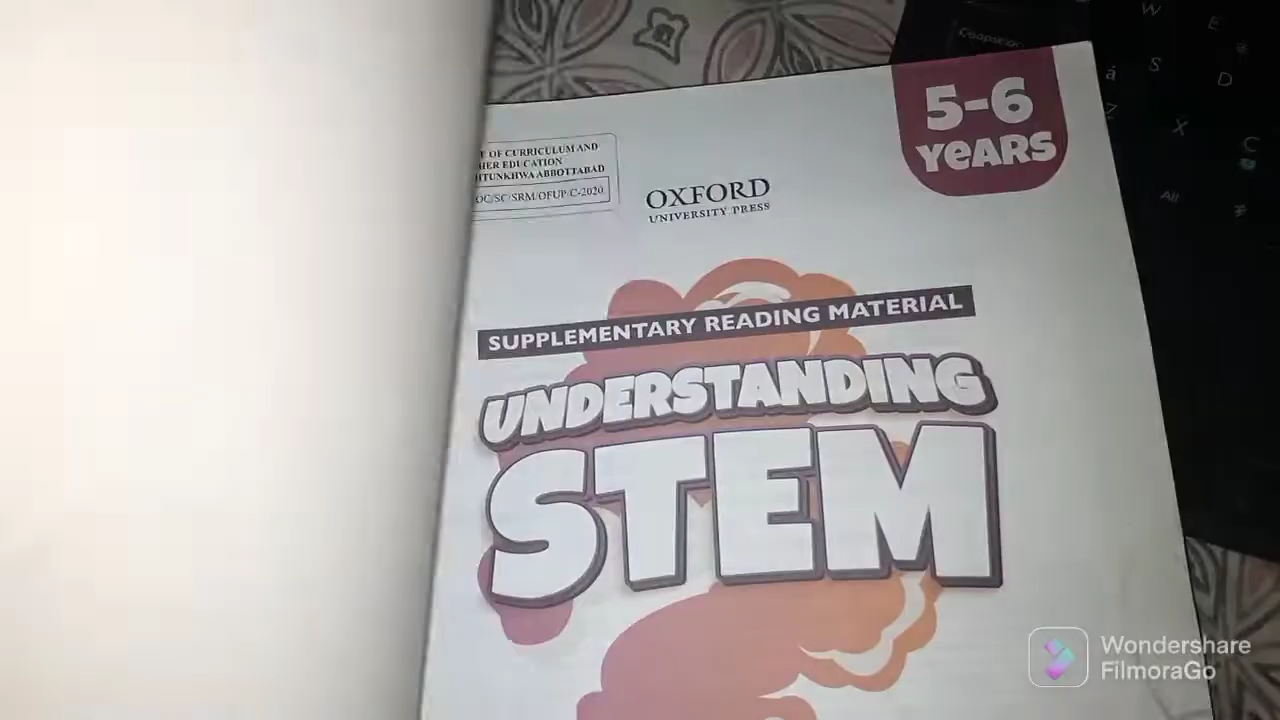 5-6
YEARS
E OF CURRICULUM AND
HER EDUCATION
HTUNKHWA ABBOTTABAD
OC/SC/SRM/OFUP/C-2020
OXFORD
UNIVERSITY PRESS
SUPPLEMENTARY READING MATERIAL
UNDERSTANDING
STEM
W
E
S
D
X
C
Alt
Wondershare
FilmoraGo